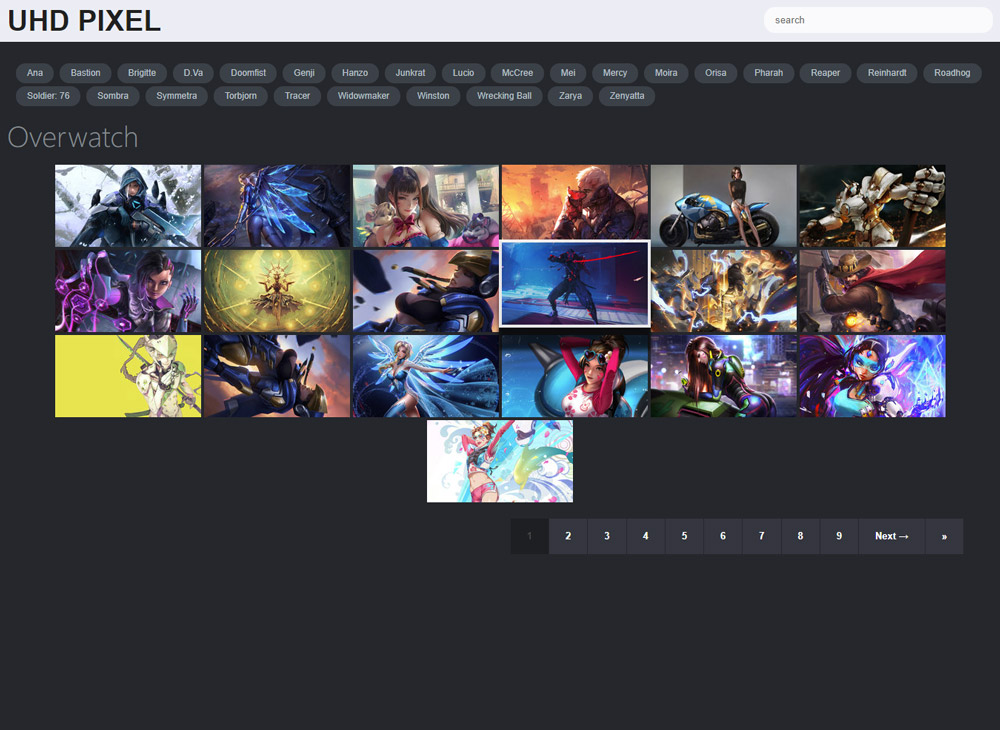 UHD PIXEL
search
Ana Bastion Brigitte D.Va Doomfist Genji Hanzo Junkrat Lucio McCree Mei Mercy Moira Orisa Pharah Reaper Reinhardt Roadhog
Soldier: 76 Sombra Symmetra Torbjorn Tracer Widowmaker Winston Wrecking Ball Zarya Zenyatta
Overwatch
1 2 3 4 5 6 7 8 9 Next → »